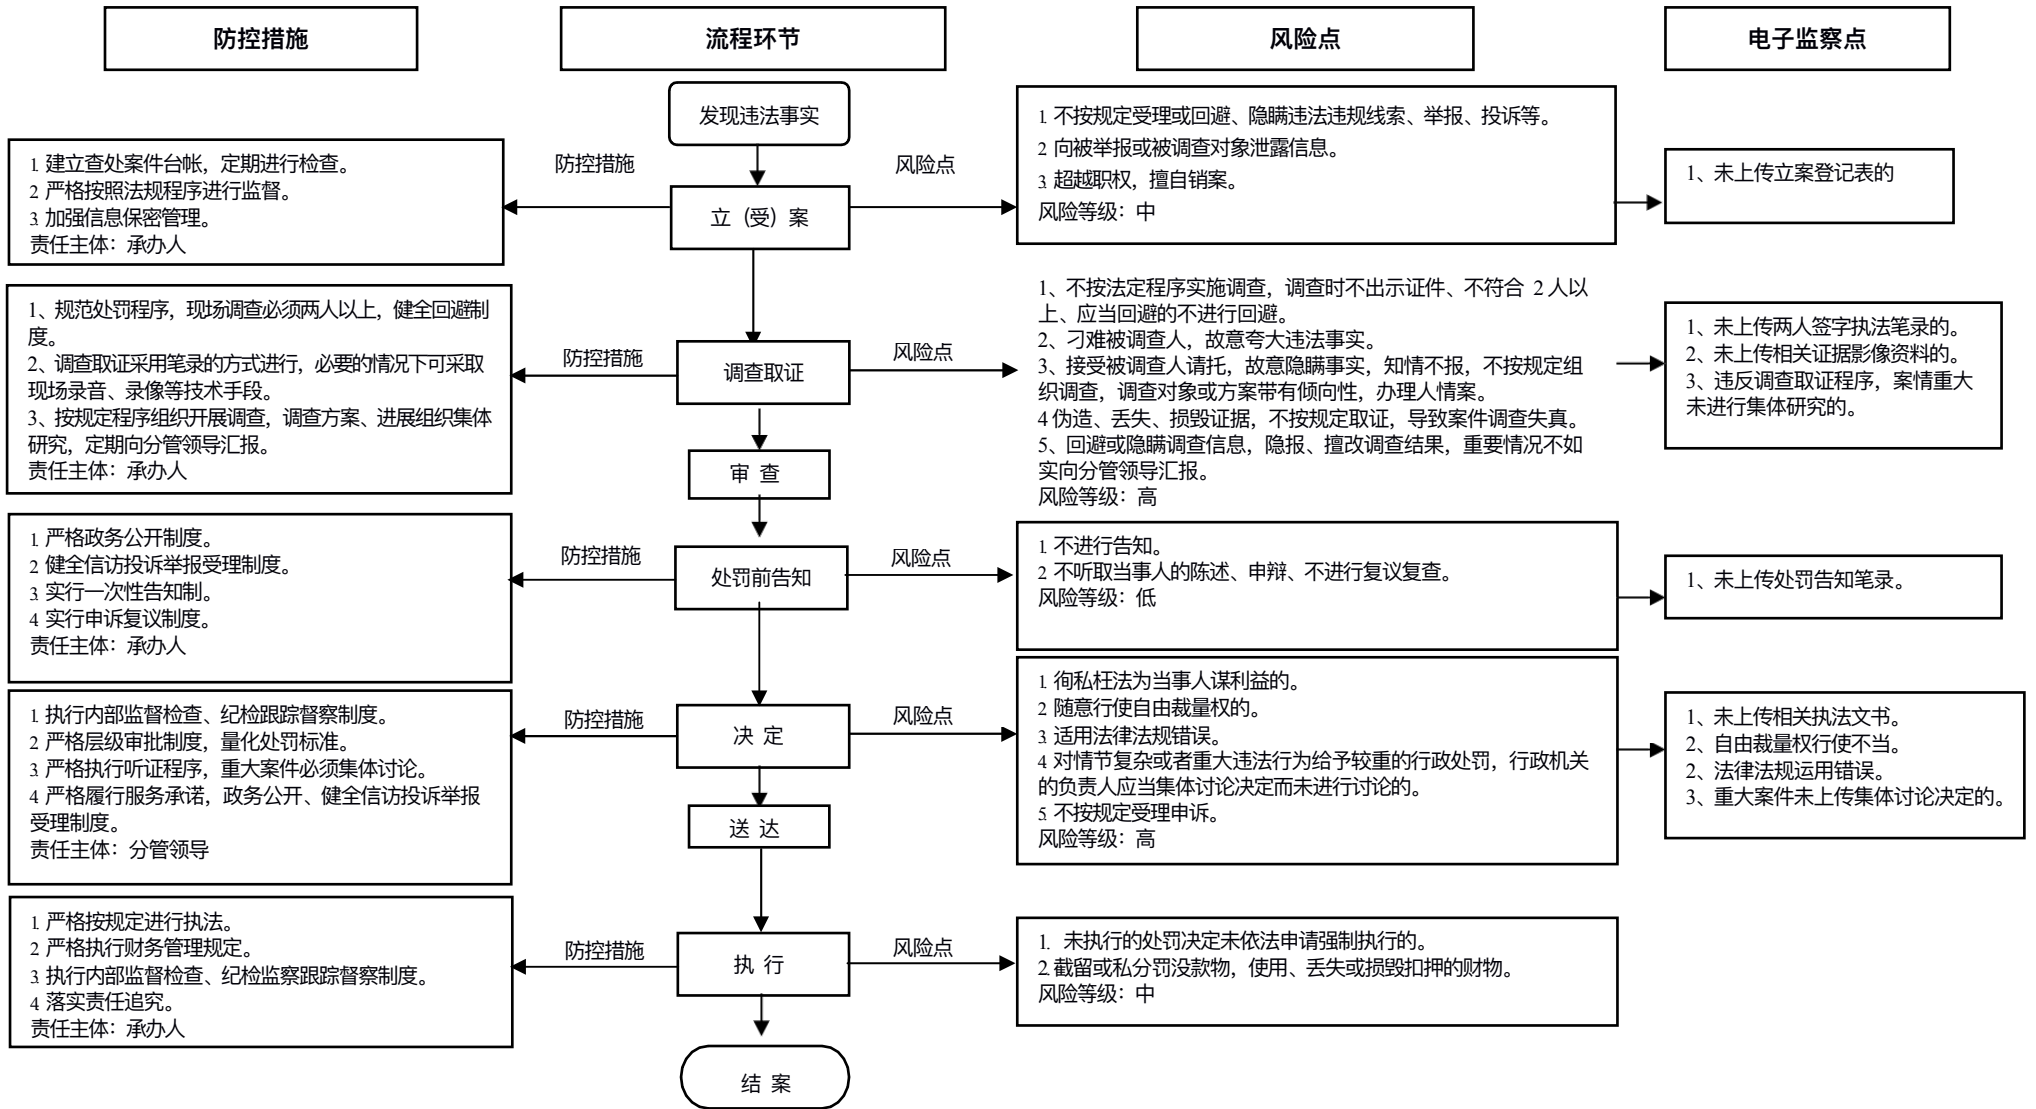 防控措施
流程环节
风险点
电子监察点
发现违法事实
1. 建立查处案件台帐，定期进行检查。
2. 严格按照法规程序进行监督。
3. 加强信息保密管理。
责任主体：承办人
防控措施
立（受）案
风险点
1. 不按规定受理或回避、隐瞒违法违规线索、举报、投诉等。
2. 向被举报或被调查对象泄露信息。
3. 超越职权，擅自销案。
风险等级：中
1、未上传立案登记表的
1、规范处罚程序，现场调查必须两人以上，健全回避制
度。
2、调查取证采用笔录的方式进行，必要的情况下可采取
现场录音、录像等技术手段。
3、按规定程序组织开展调查，调查方案、进展组织集体
研究，定期向分管领导汇报。
责任主体：承办人
防控措施
调查取证
风险点
1、不按法定程序实施调查，调查时不出示证件、不符合 2 人以
上、应当回避的不进行回避。
2、刁难被调查人，故意夸大违法事实。
3、接受被调查人请托，故意隐瞒事实，知情不报，不按规定组
织调查，调查对象或方案带有倾向性，办理人情案。
4 伪造、丢失、损毁证据，不按规定取证，导致案件调查失真。
5、回避或隐瞒调查信息，隐报、擅改调查结果，重要情况不如
实向分管领导汇报。
风险等级：高
1、未上传两人签字执法笔录的。
2、未上传相关证据影像资料的。
3、违反调查取证程序，案情重大
未进行集体研究的。
审 查
1. 严格政务公开制度。
2. 健全信访投诉举报受理制度。
3. 实行一次性告知制。
4. 实行申诉复议制度。
责任主体：承办人
防控措施
处罚前告知
风险点
1. 不进行告知。
2. 不听取当事人的陈述、申辩、不进行复议复查。
风险等级：低
1、未上传处罚告知笔录。
1. 执行内部监督检查、纪检跟踪督察制度。
2. 严格层级审批制度，量化处罚标准。
3. 严格执行听证程序，重大案件必须集体讨论。
4. 严格履行服务承诺，政务公开、健全信访投诉举报
受理制度。
责任主体：分管领导
防控措施
决 定
风险点
1. 徇私枉法为当事人谋利益的。
2. 随意行使自由裁量权的。
3. 适用法律法规错误。
4. 对情节复杂或者重大违法行为给予较重的行政处罚，行政机关
的负责人应当集体讨论决定而未进行讨论的。
5. 不按规定受理申诉。
风险等级：高
1、未上传相关执法文书。
2、自由裁量权行使不当。
2、法律法规运用错误。
3、重大案件未上传集体讨论决定的。
送 达
1. 严格按规定进行执法。
2. 严格执行财务管理规定。
3. 执行内部监督检查、纪检监察跟踪督察制度。
4. 落实责任追究。
责任主体：承办人
防控措施
执 行
风险点
1. 未执行的处罚决定未依法申请强制执行的。
2. 截留或私分罚没款物，使用、丢失或损毁扣押的财物。
风险等级：中
结 案